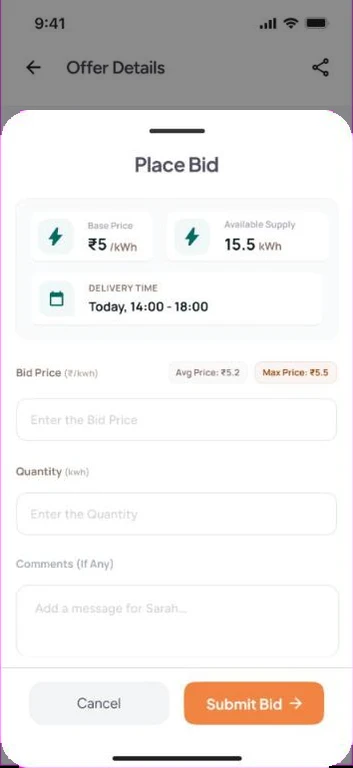 9:41
Offer Details
Place Bid
Base Price
₹5 /kWh
Available Supply
15.5 kWh
DELIVERY TIME
Today, 14:00 - 18:00
Bid Price (₹/kwh)
Avg Price: ₹5.2
Max Price: ₹5.5
Enter the Bid Price
Quantity (kwh)
Enter the Quantity
Comments (If Any)
Add a message for Sarah...
Cancel
Submit Bid →